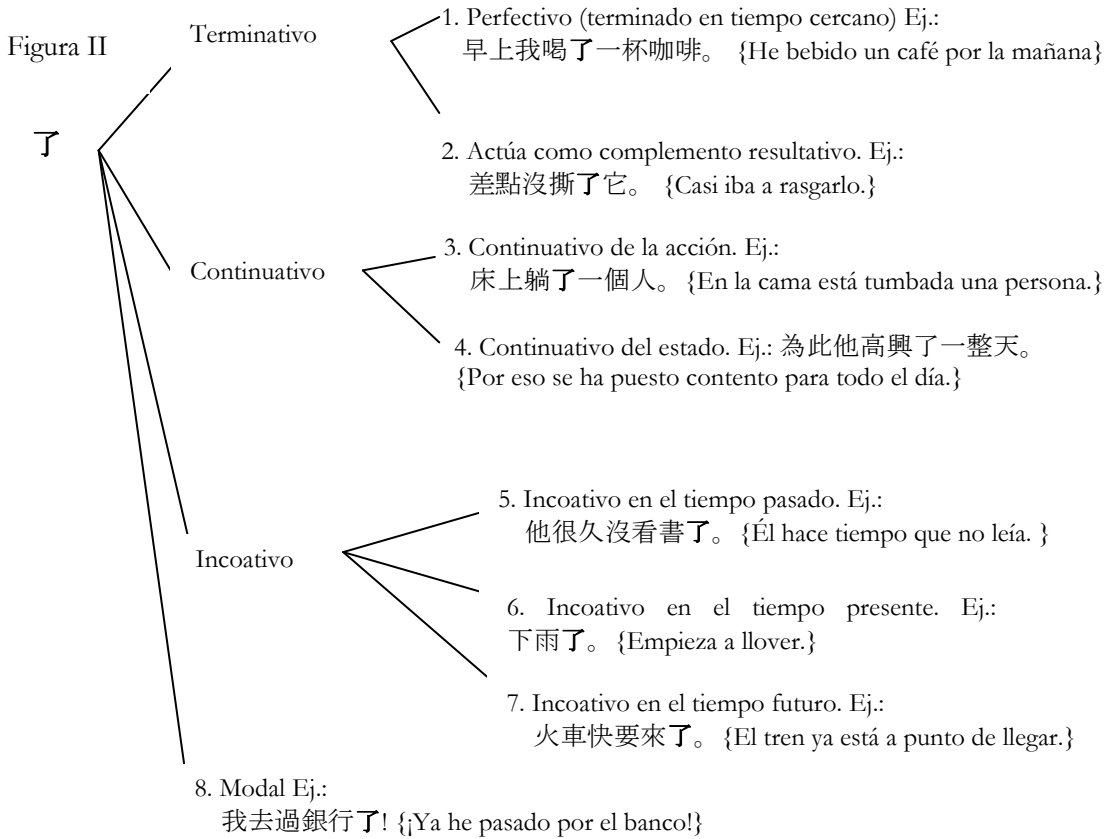 Figura II
Terminativo
1. Perfectivo (terminado en tiempo cercano) Ej.:
早上我喝了一杯咖啡。 {He bebido un café por la mañana}
了
2. Actúa como complemento resultativo. Ej.:
差點沒撕了它。 {Casi iba a rasgarlo.}
Continuativo
3. Continuativo de la acción. Ej.:
床上躺了一個人。 {En la cama está tumbada una persona.}
4. Continuativo del estado. Ej.: 為此他高興了一整天。
{Por eso se ha puesto contento para todo el día.}
Incoativo
5. Incoativo en el tiempo pasado. Ej.:
他很久沒看書了。 {Él hace tiempo que no leía. }
6. Incoativo en el tiempo presente. Ej.:
下雨了。 {Empieza a llover.}
7. Incoativo en el tiempo futuro. Ej.:
火車快要來了。 {El tren ya está a punto de llegar.}
8. Modal Ej.:
我去過銀行了! {¡Ya he pasado por el banco!}